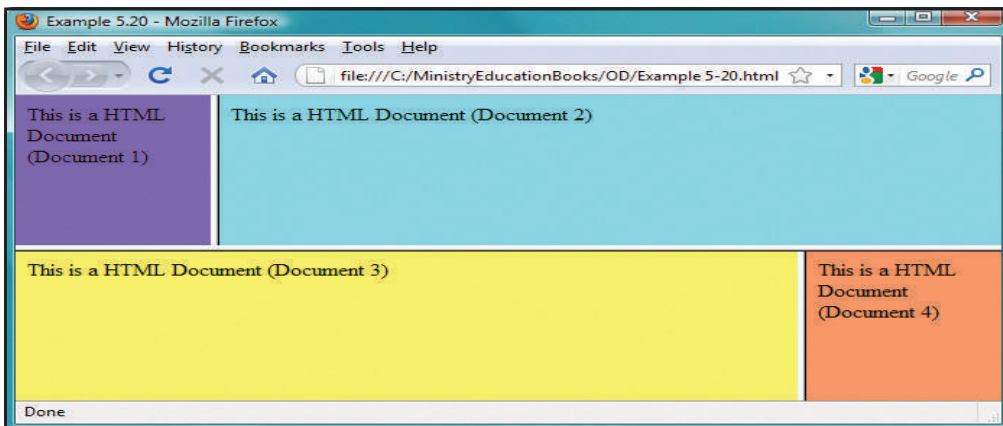 Example 5.20 - Mozilla Firefox
File Edit View History Bookmarks Tools Help
file:///C:/MinistryEducationBooks/OD/Example 5-20.html
Google
This is a HTML
Document
(Document 1)
This is a HTML Document (Document 2)
This is a HTML Document (Document 3)
This is a HTML
Document
(Document 4)
Done